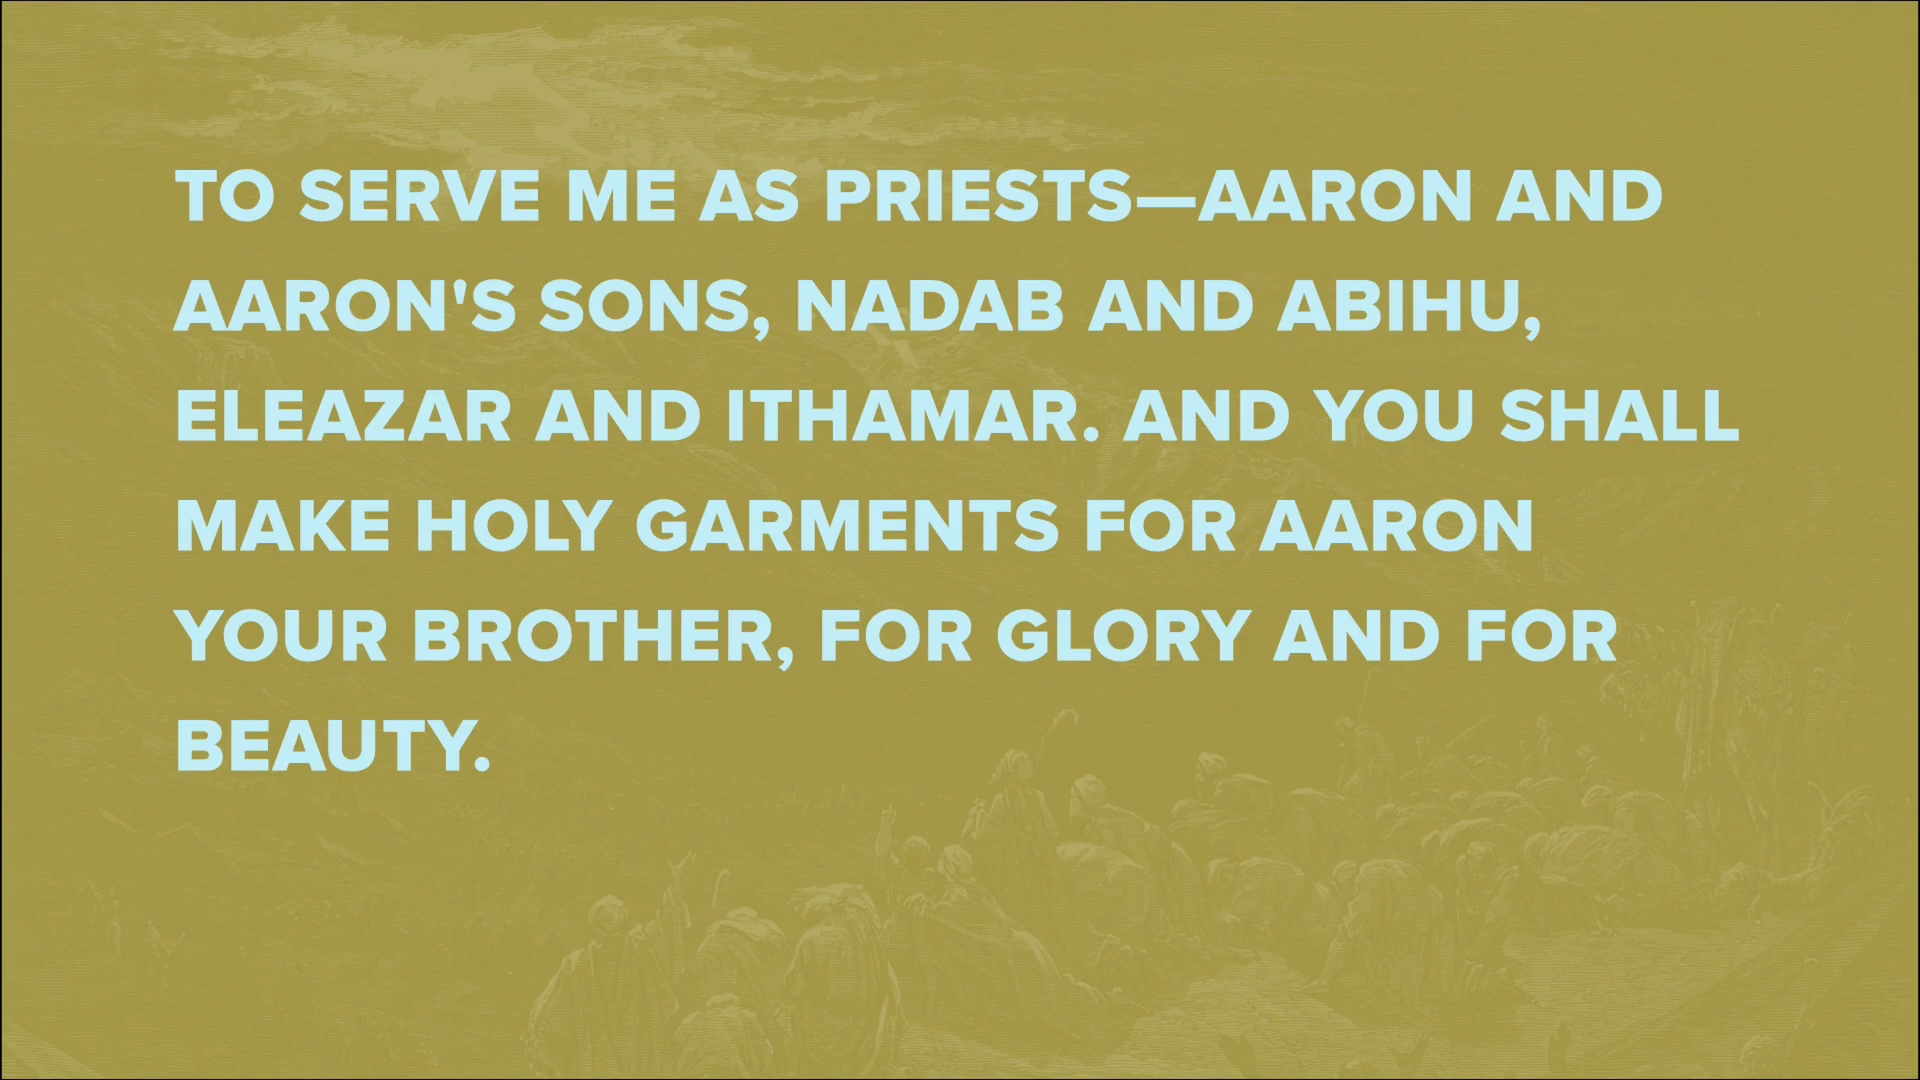 TO SERVE ME AS PRIESTS—AARON AND
AARON'S SONS, NADAB AND ABIHU,
ELEAZAR AND ITHAMAR. AND YOU SHALL
MAKE HOLY GARMENTS FOR AARON
YOUR BROTHER, FOR GLORY AND FOR
BEAUTY.